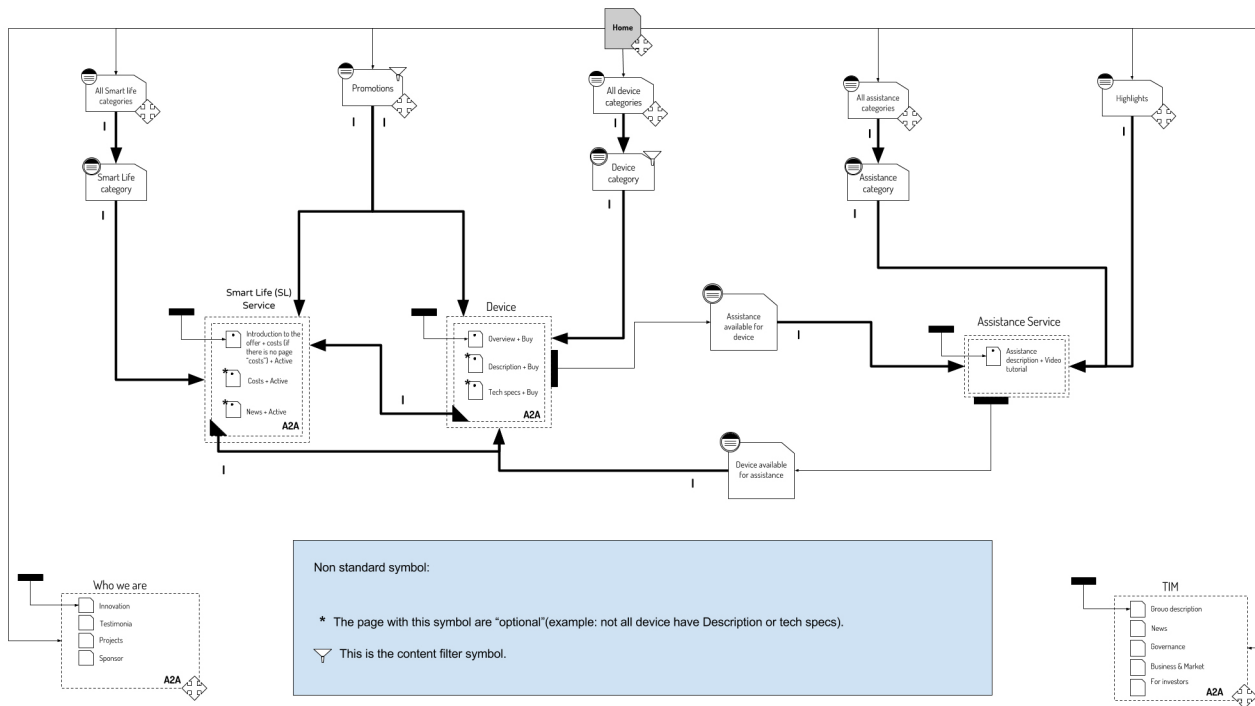 Home
All Smart life
categories
Promotions
All device
categories
All assistance
categories
Highlights
I
I
I
I
I
I
Smart Life
category
Device
category
Assistance
category
I
I
I
Smart Life (SL)
Service
Device
Assistance Service
Introduction to the
offer + costs (if
there is no page
"costs") + Active
* Costs + Active
* News + Active
A2A
Overview + Buy
* Description + Buy
* Tech specs + Buy
A2A
Assistance
available for
device
I
Assistance
description + Video
tutorial
I
I
Device available
for assistance
I
Non standard symbol:
* The page with this symbol are “optional”(example: not all device have Description or tech specs).
This is the content filter symbol.
Who we are
Innovation
Testimonia
Projects
Sponsor
A2A
TIM
Grouo description
News
Governance
Business & Market
For investors
A2A